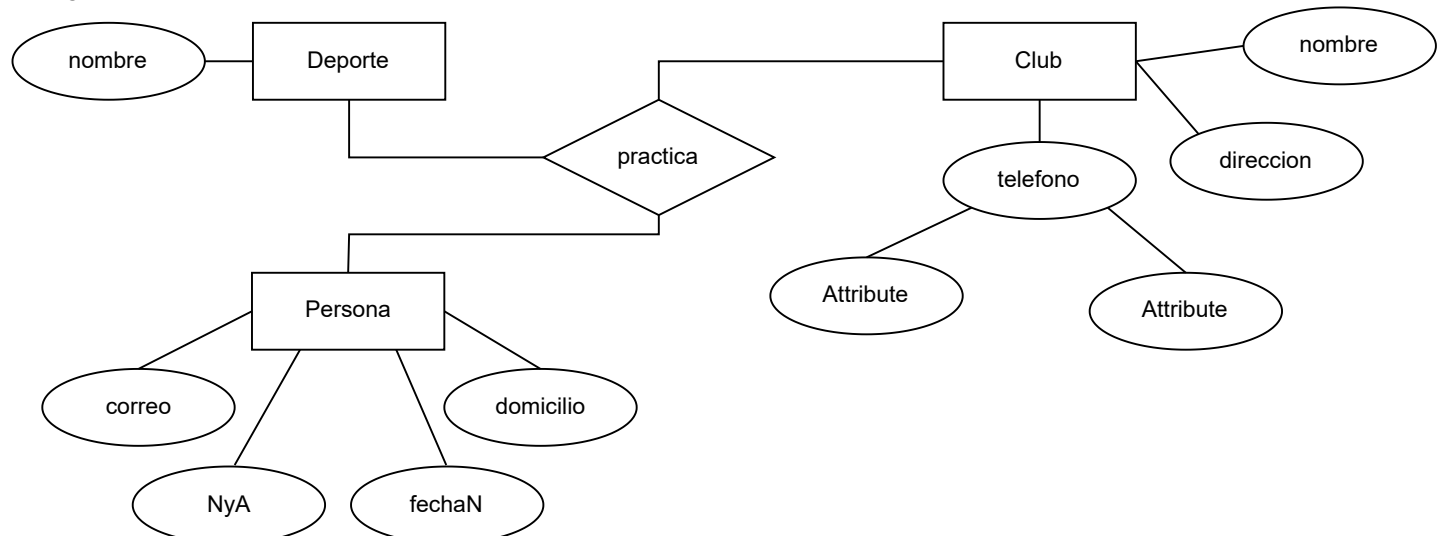 nombre
Deporte
Club
nombre
practica
direccion
telefono
Attribute
Attribute
Persona
correo
domicilio
NyA
fechaN